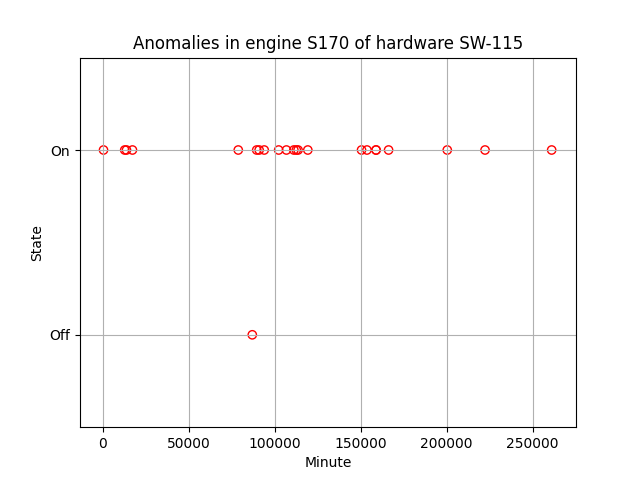 Anomalies in engine S170 of hardware SW-115
On
State
Off
0 50000 100000 150000 200000 250000
Minute